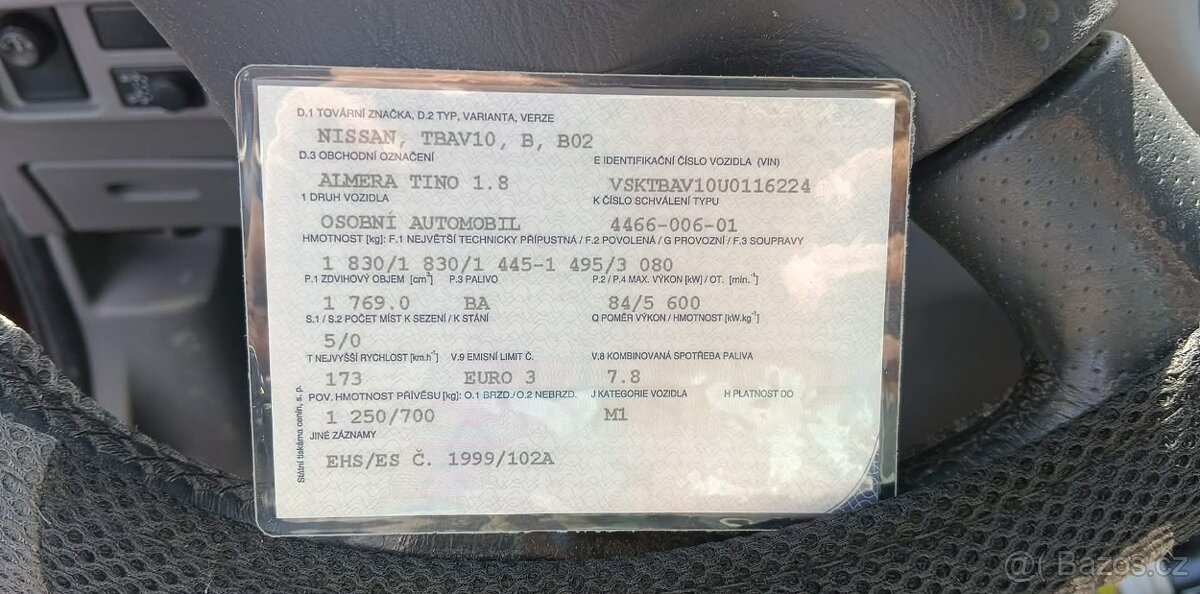 D.1 TOVÁRNÍ ZNAČKA, D.2 TYP, VARIANTA, VERZE
NISSAN, TBAV10, B, B02
D.3 OBCHODNÍ OZNAČENÍ E IDENTIFIKAČNÍ ČÍSLO VOZIDLA (VIN)
ALMERA TINO 1.8 VSKTBAV10U0116224
1 DRUH VOZIDLA K ČÍSLO SCHVÁLENÍ TYPU
OSOBNÍ AUTOMOBIL 4466-006-01
HMOTNOST [kg]: F.1 NEJVĚTŠÍ TECHNICKY PŘÍPUSTNÁ / F.2 POVOLENÁ / G PROVOZNÍ / F.3 SOUPRAVY
1 830/1 830/1 445-1 495/3 080
P.1 ZDVIHOVÝ OBJEM [cm³] P.3 PALIVO P.2 / P.4 MAX. VÝKON [kW] / OT. [min.⁻¹]
1 769.0 BA 84/5 600
S.1 / S.2 POČET MÍST K SEZENÍ / K STÁNÍ Q POMĚR VÝKON / HMOTNOST [kW.kg⁻¹]
5/0
T NEJVYŠŠÍ RYCHLOST [km.h⁻¹] V.9 EMISNÍ LIMIT Č. V.8 KOMBINOVANÁ SPOTŘEBA PALIVA
173 EURO 3 7.8
POV. HMOTNOST PŘÍVĚSU [kg]: O.1 BRZD./O.2 NEBRZD. J KATEGORIE VOZIDLA H PLATNOST DO
1 250/700 M1
JINÉ ZÁZNAMY
EHS/ES Č. 1999/102A
Státní tiskárna cenin, s. p.
@( Bazos.cz